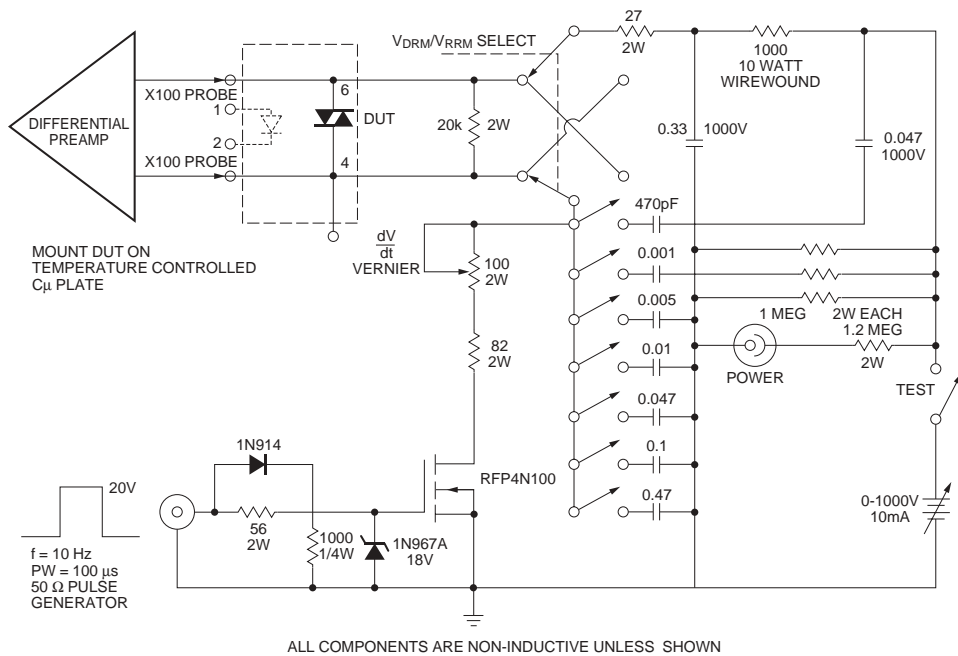 27
2W
VDRM/VRRM SELECT
1000
10 WATT
WIREWOUND
X100 PROBE
6
1
DIFFERENTIAL
PREAMP
DUT
20k
2W
0.33
1000V
0.047
1000V
2
X100 PROBE
4
470pF
MOUNT DUT ON
TEMPERATURE CONTROLLED
Cμ PLATE
dV
dt
VERNIER
100
2W
0.001
0.005
1 MEG
2W EACH
1.2 MEG
2W
POWER
82
2W
0.01
TEST
0.047
1N914
RFP4N100
0.1
20V
0-1000V
10mA
0.47
56
2W
1000
1/4W
1N967A
18V
f = 10 Hz
PW = 100 μs
50 Ω PULSE
GENERATOR
ALL COMPONENTS ARE NON-INDUCTIVE UNLESS SHOWN